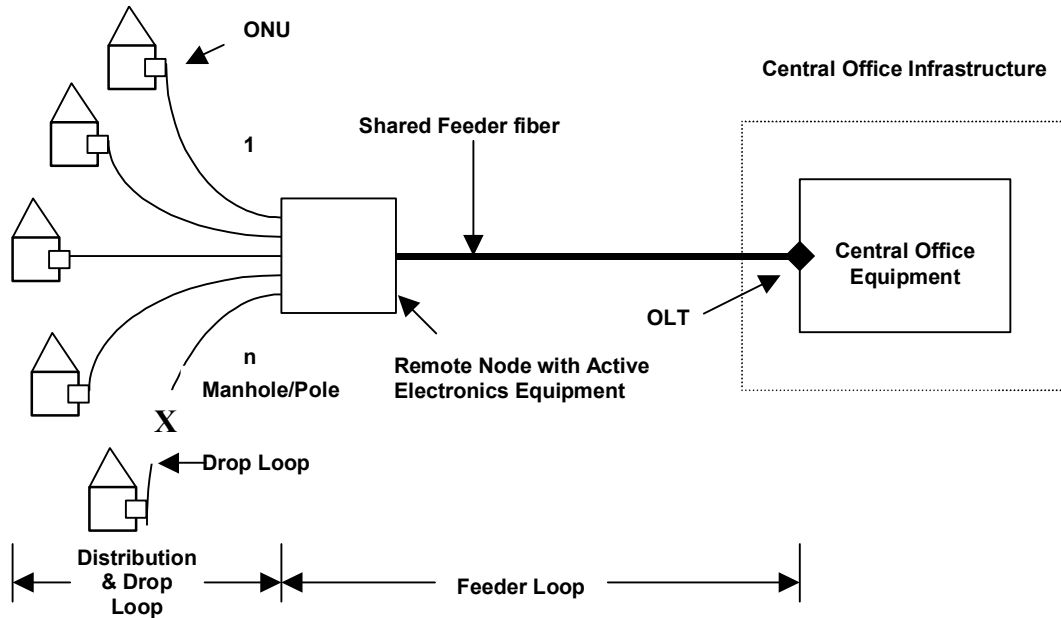 ONU
Central Office Infrastructure
Shared Feeder fiber
1
Central Office
Equipment
OLT
n
Manhole/Pole
Remote Node with Active
Electronics Equipment
X
Drop Loop
Distribution
& Drop
Loop
Feeder Loop